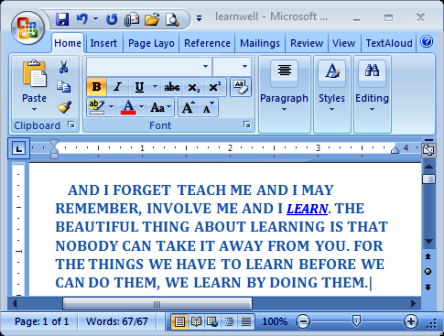 learnwell - Microsoft ...
Home Insert Page Layo Reference Mailings Review View TextAloud
Paste
B I U abc X₂ X²
ab A Aa A A
Paragraph Styles Editing
Clipboard Font
L 1 2 3 4
AND I FORGET TEACH ME AND I MAY
REMEMBER, INVOLVE ME AND I LEARN. THE
BEAUTIFUL THING ABOUT LEARNING IS THAT
NOBODY CAN TAKE IT AWAY FROM YOU. FOR
THE THINGS WE HAVE TO LEARN BEFORE WE
CAN DO THEM, WE LEARN BY DOING THEM.
Page: 1 of 1 Words: 67/67 100%